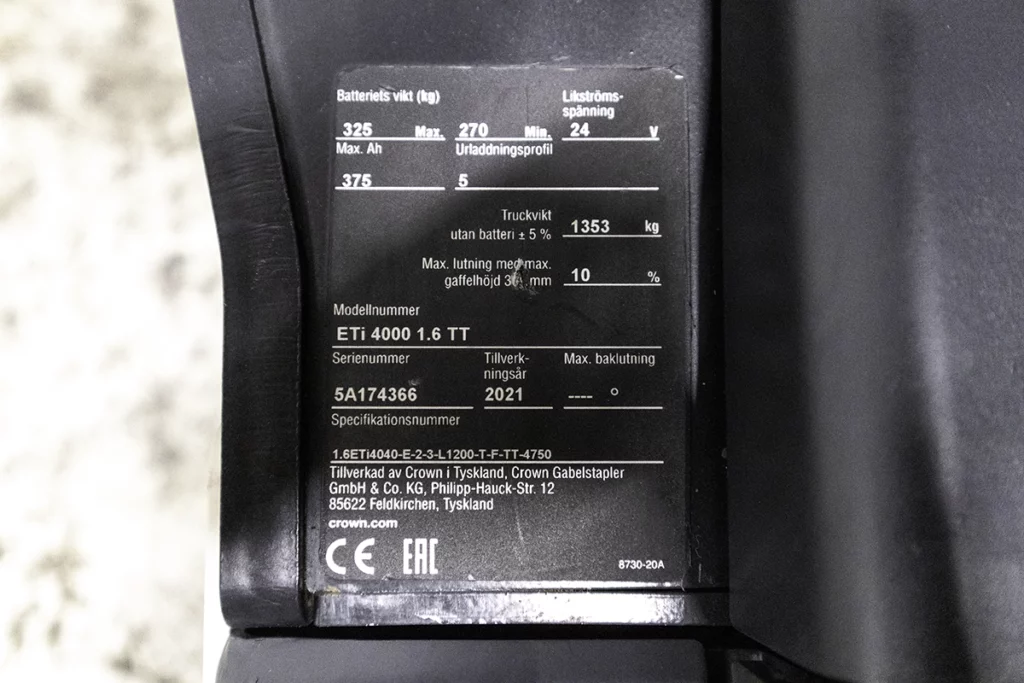 Batteriets vikt (kg)
Likströms-
spänning
325 Max. 270 Min. 24 V
Max. Ah Urladdningsprofil
375 5
Truckvikt
utan batteri ± 5 % 1353 kg
Max. lutning med max.
gaffelhöjd mm 10 %
Modellnummer
ETi 4000 1.6 TT
Serienummer Tillverk-
ningsår Max. baklutning
5A174366 2021 ---- °
Specifikationsnummer
1.6ETi4040-E-2-3-L1200-T-F-TT-4750
Tillverkad av Crown i Tyskland, Crown Gabelstapler
GmbH & Co. KG, Philipp-Hauck-Str. 12
85622 Feldkirchen, Tyskland
crown.com
CE EAC 8730-20A